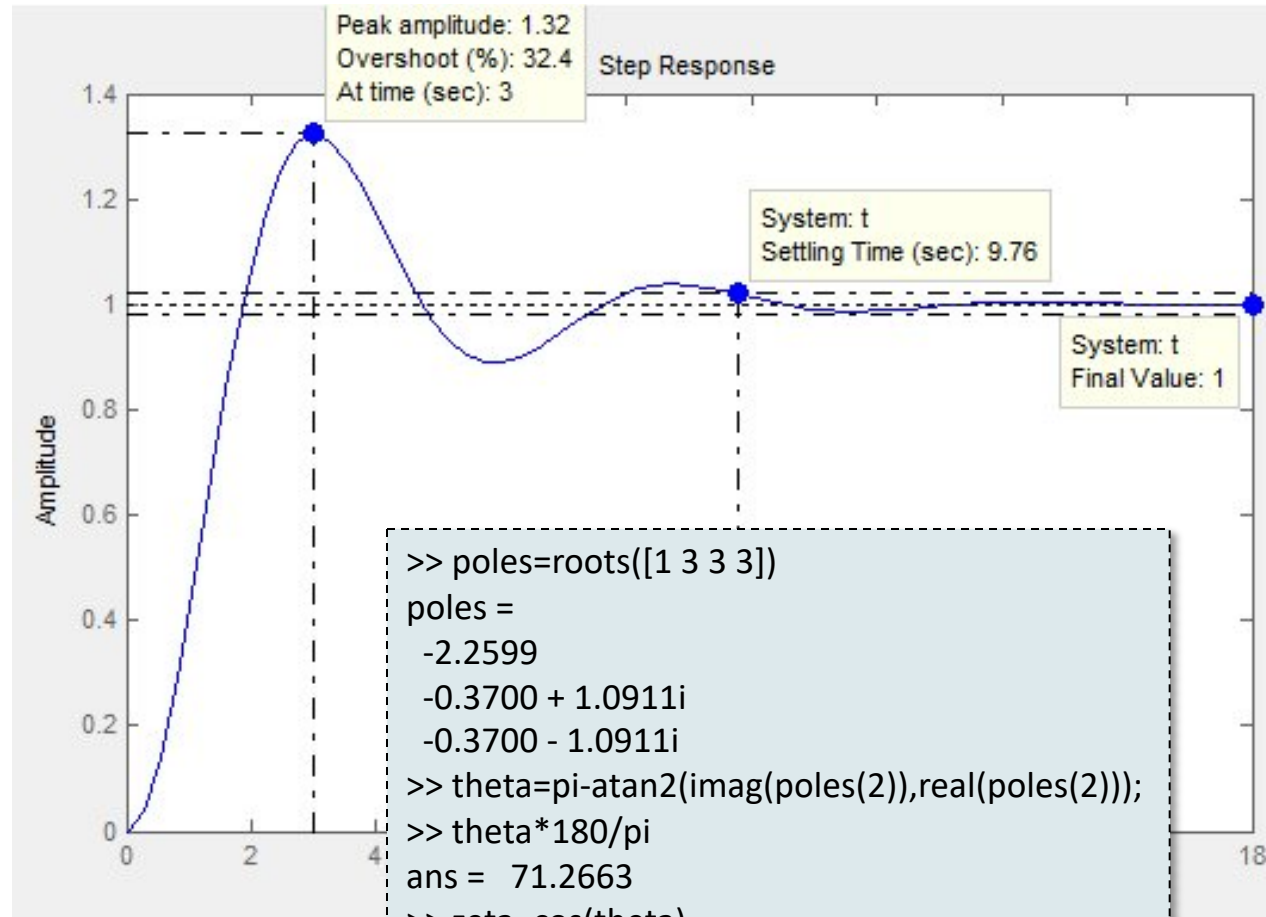 Peak amplitude: 1.32
Overshoot (%): 32.4
At time (sec): 3
Step Response
1.4
1.2
1
0.8
0.6
0.4
0.2
0
Amplitude
System: t
Settling Time (sec): 9.76
System: t
Final Value: 1
0
2
4
18
>> poles=roots([1 3 3 3])
poles =
-2.2599
-0.3700 + 1.0911i
-0.3700 - 1.0911i
>> theta=pi-atan2(imag(poles(2)),real(poles(2)));
>> theta*180/pi
ans = 71.2663